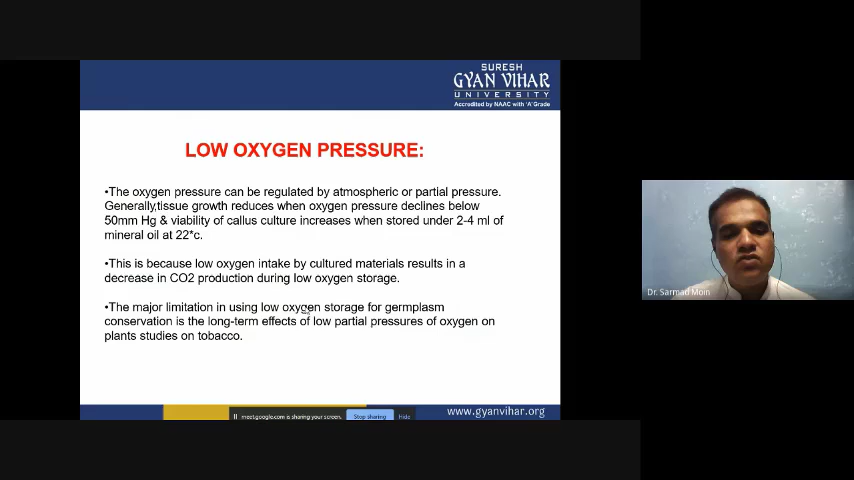 SURESH
GYAN VIHAR
UNIVERSITY
Accredited by NAAC with 'A' Grade
LOW OXYGEN PRESSURE:
•The oxygen pressure can be regulated by atmospheric or partial pressure.
Generally,tissue growth reduces when oxygen pressure declines below
50mm Hg & viability of callus culture increases when stored under 2-4 ml of
mineral oil at 22*c.
•This is because low oxygen intake by cultured materials results in a
decrease in CO2 production during low oxygen storage.
•The major limitation in using low oxygen storage for germplasm
conservation is the long-term effects of low partial pressures of oxygen on
plants studies on tobacco.
meet.google.com is sharing your screen. Stop sharing Hide
www.gyanvihar.org
Dr. Sarmad Moin